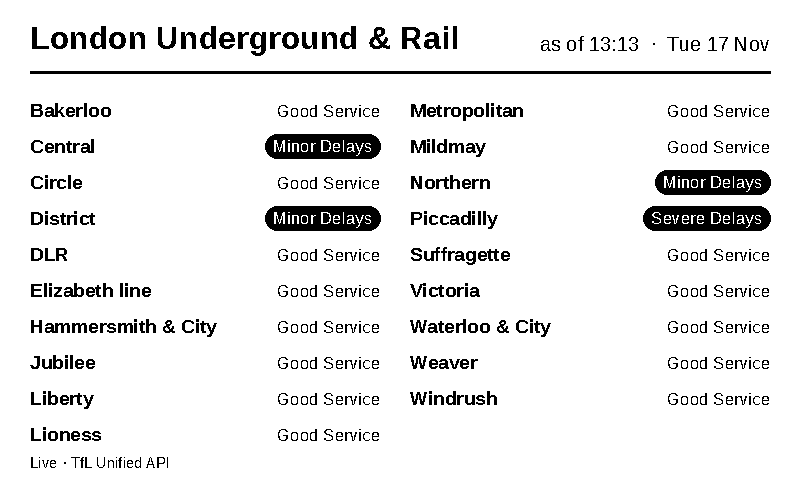 London Underground & Rail
as of 13:13 · Tue 17 Nov
Bakerloo Good Service
Central Minor Delays
Circle Good Service
District Minor Delays
DLR Good Service
Elizabeth line Good Service
Hammersmith & City Good Service
Jubilee Good Service
Liberty Good Service
Lioness Good Service
Metropolitan Good Service
Mildmay Good Service
Northern Minor Delays
Piccadilly Severe Delays
Suffragette Good Service
Victoria Good Service
Waterloo & City Good Service
Weaver Good Service
Windrush Good Service
Live · TfL Unified API